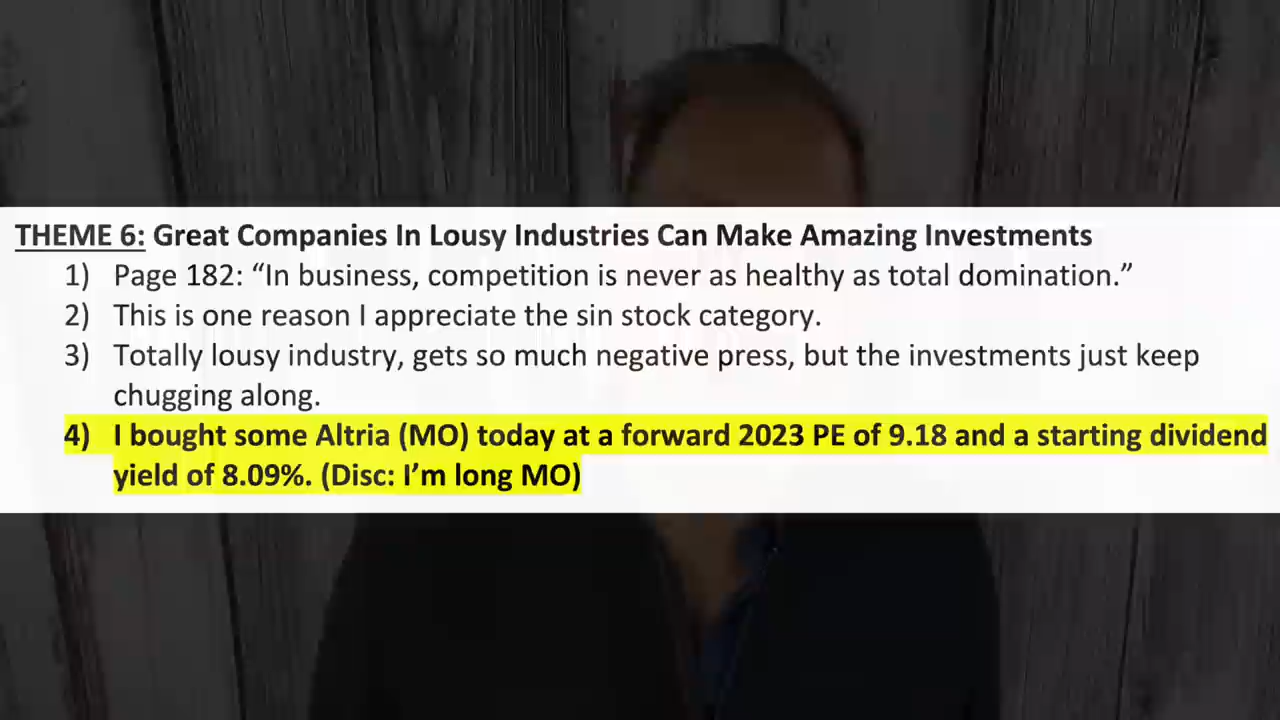 THEME 6: Great Companies In Lousy Industries Can Make Amazing Investments
1) Page 182: “In business, competition is never as healthy as total domination.”
2) This is one reason I appreciate the sin stock category.
3) Totally lousy industry, gets so much negative press, but the investments just keep
chugging along.
4) I bought some Altria (MO) today at a forward 2023 PE of 9.18 and a starting dividend
yield of 8.09%. (Disc: I’m long MO)